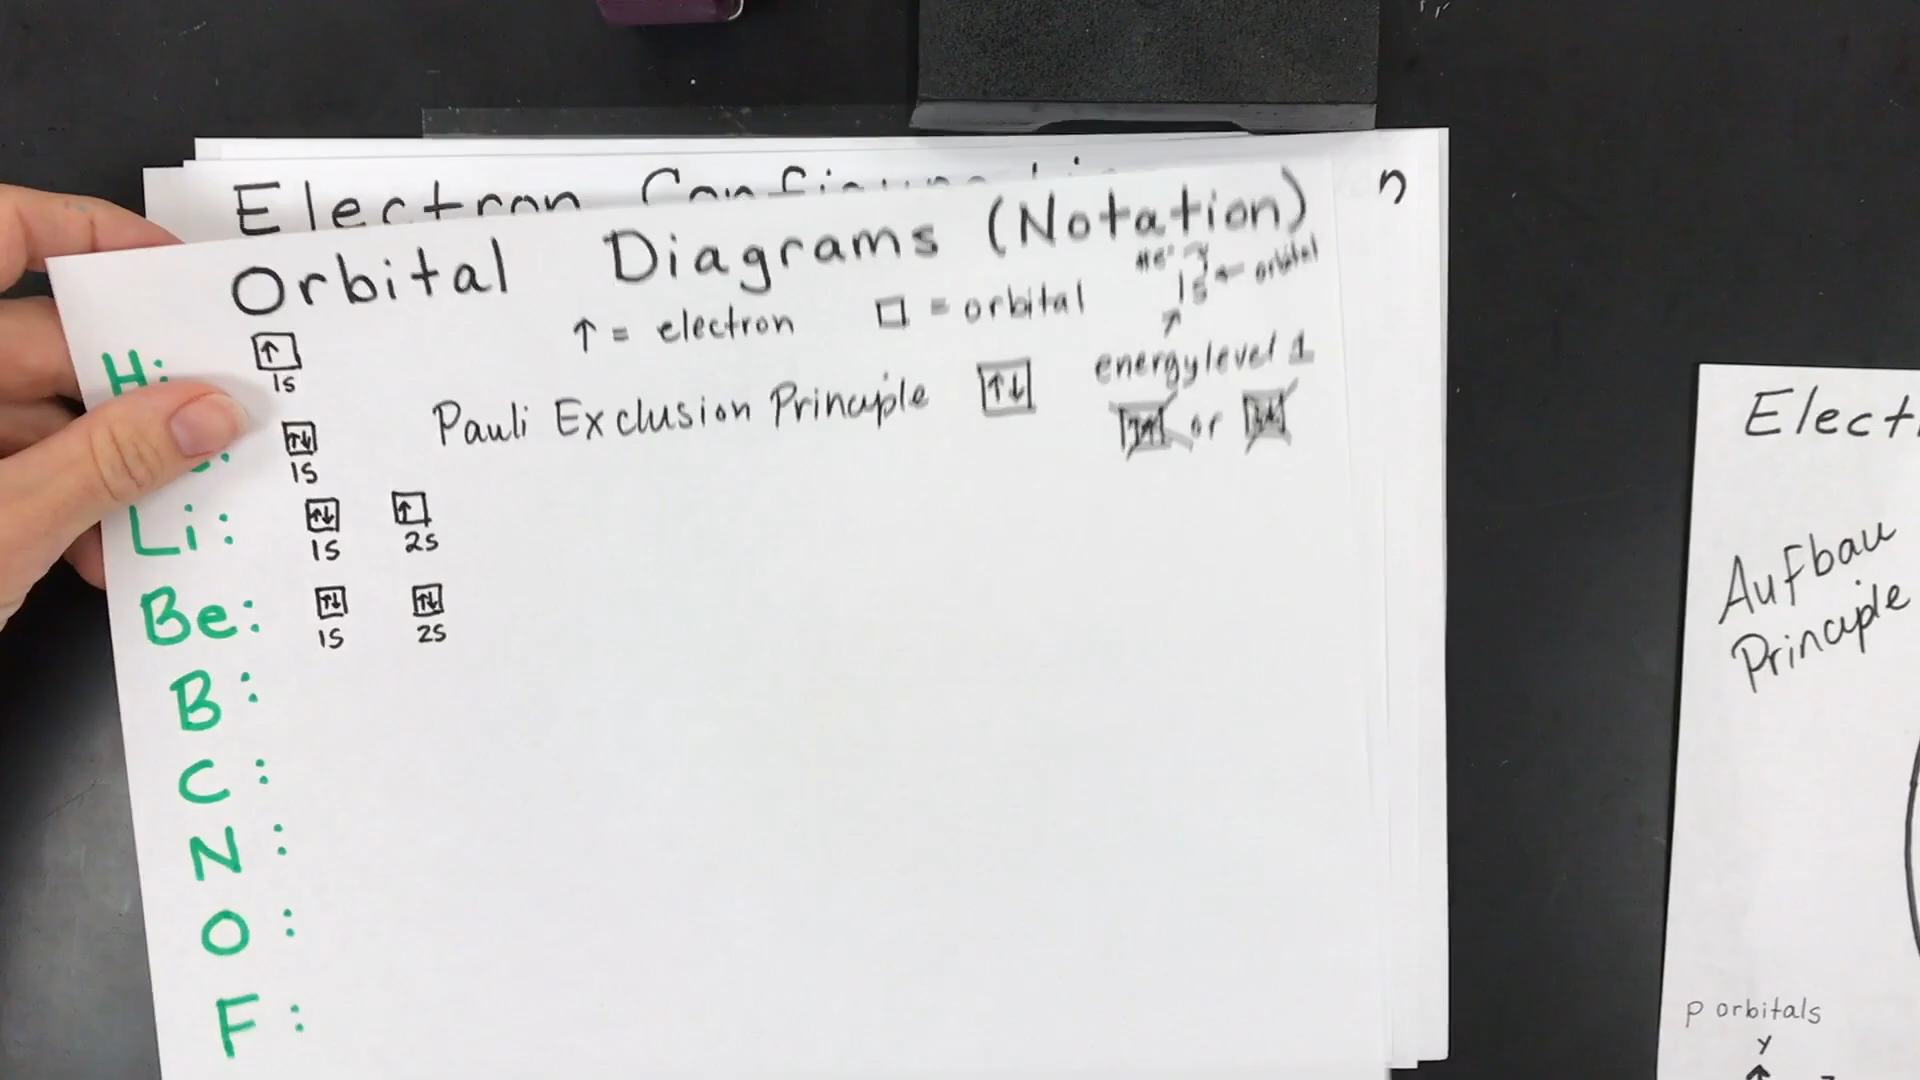 Electron
n
Orbital Diagrams (Notation)
↑ = electron □ = orbital
1s ← orbital
energy level 1
H: ↑
1s
Pauli Exclusion Principle ↑↓
or
↑↓
1s
Li: ↑↓ ↑
1s 2s
Be: ↑↓ ↑↓
1s 2s
B:
C:
N:
O:
F:
Elect
Aufbau
Principle
p orbitals
y